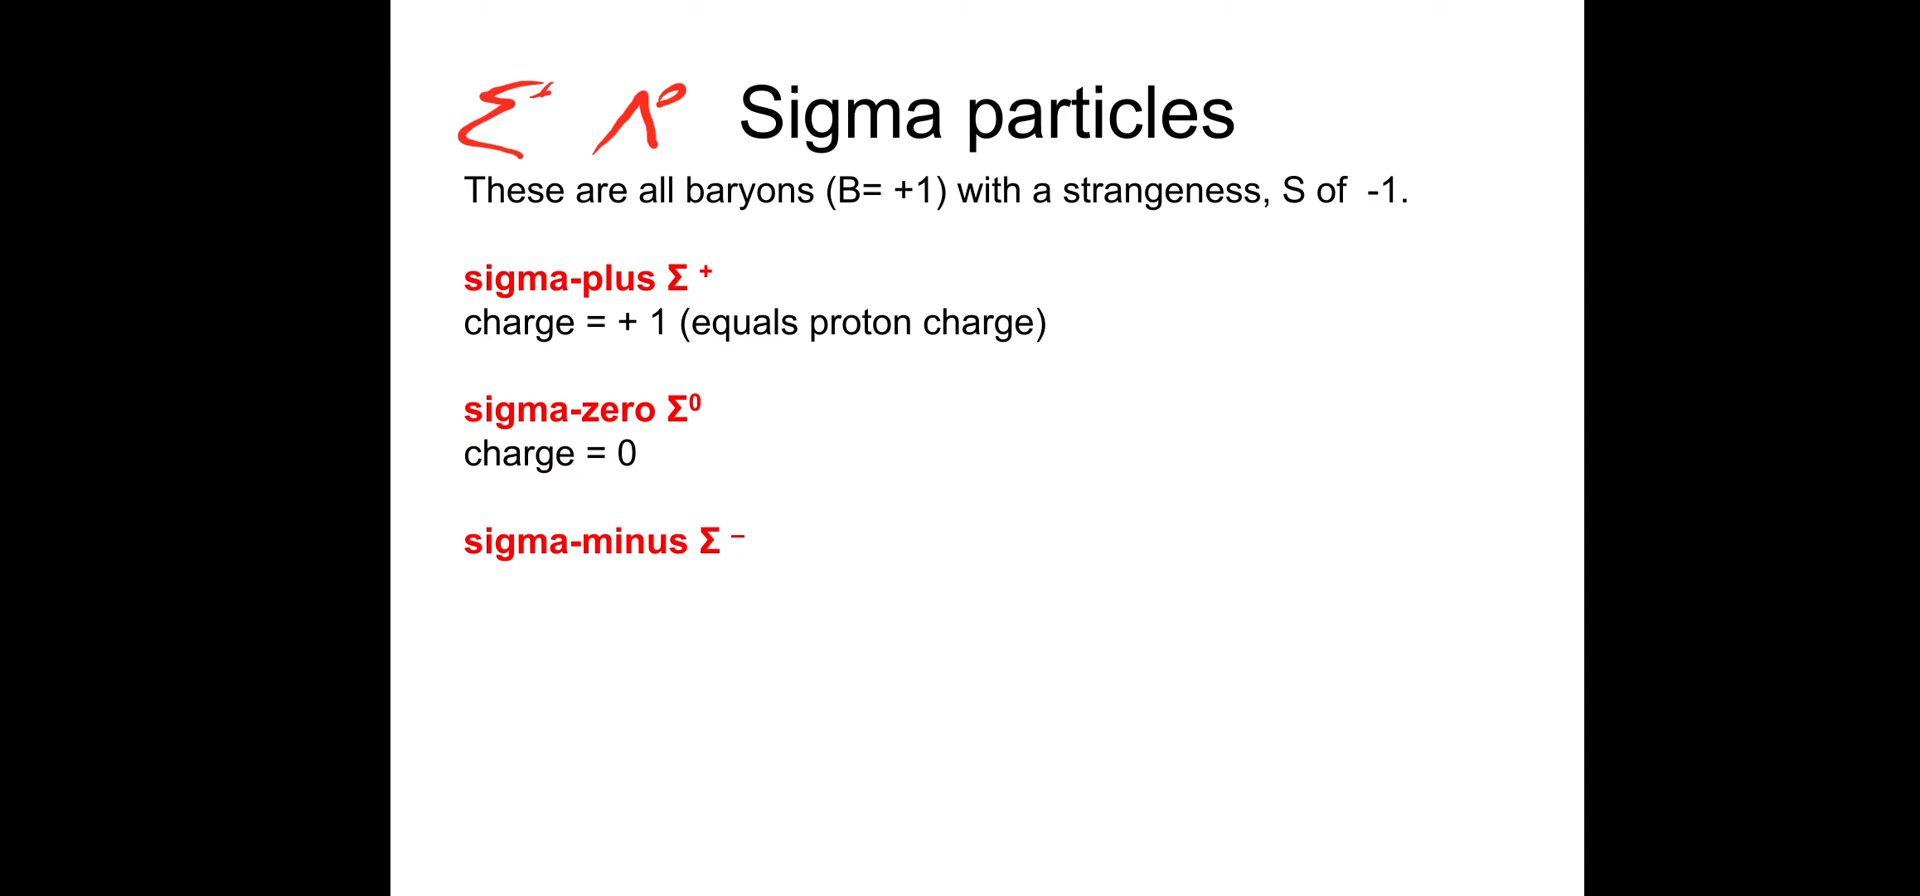 Σ⁺ Λ⁰ Sigma particles
These are all baryons (B= +1) with a strangeness, S of  -1.
sigma-plus Σ ⁺
charge = + 1 (equals proton charge)
sigma-zero Σ⁰
charge = 0
sigma-minus Σ ⁻